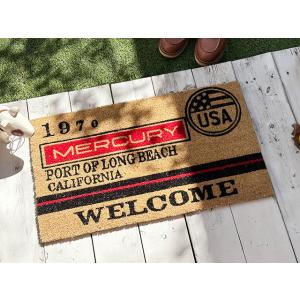 1970
MERCURY
USA
PORT OF LONG BEACH
CALIFORNIA
WELCOME